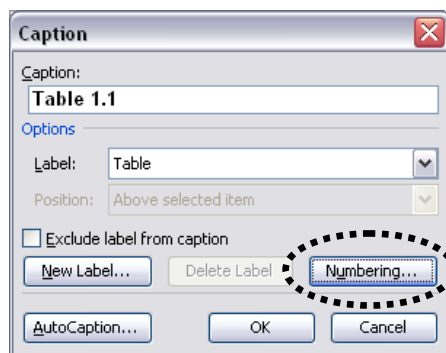 Caption
Caption:
Table 1.1
Options
Label: Table
Position: Above selected item
Exclude label from caption
New Label... Delete Label Numbering...
AutoCaption... OK Cancel